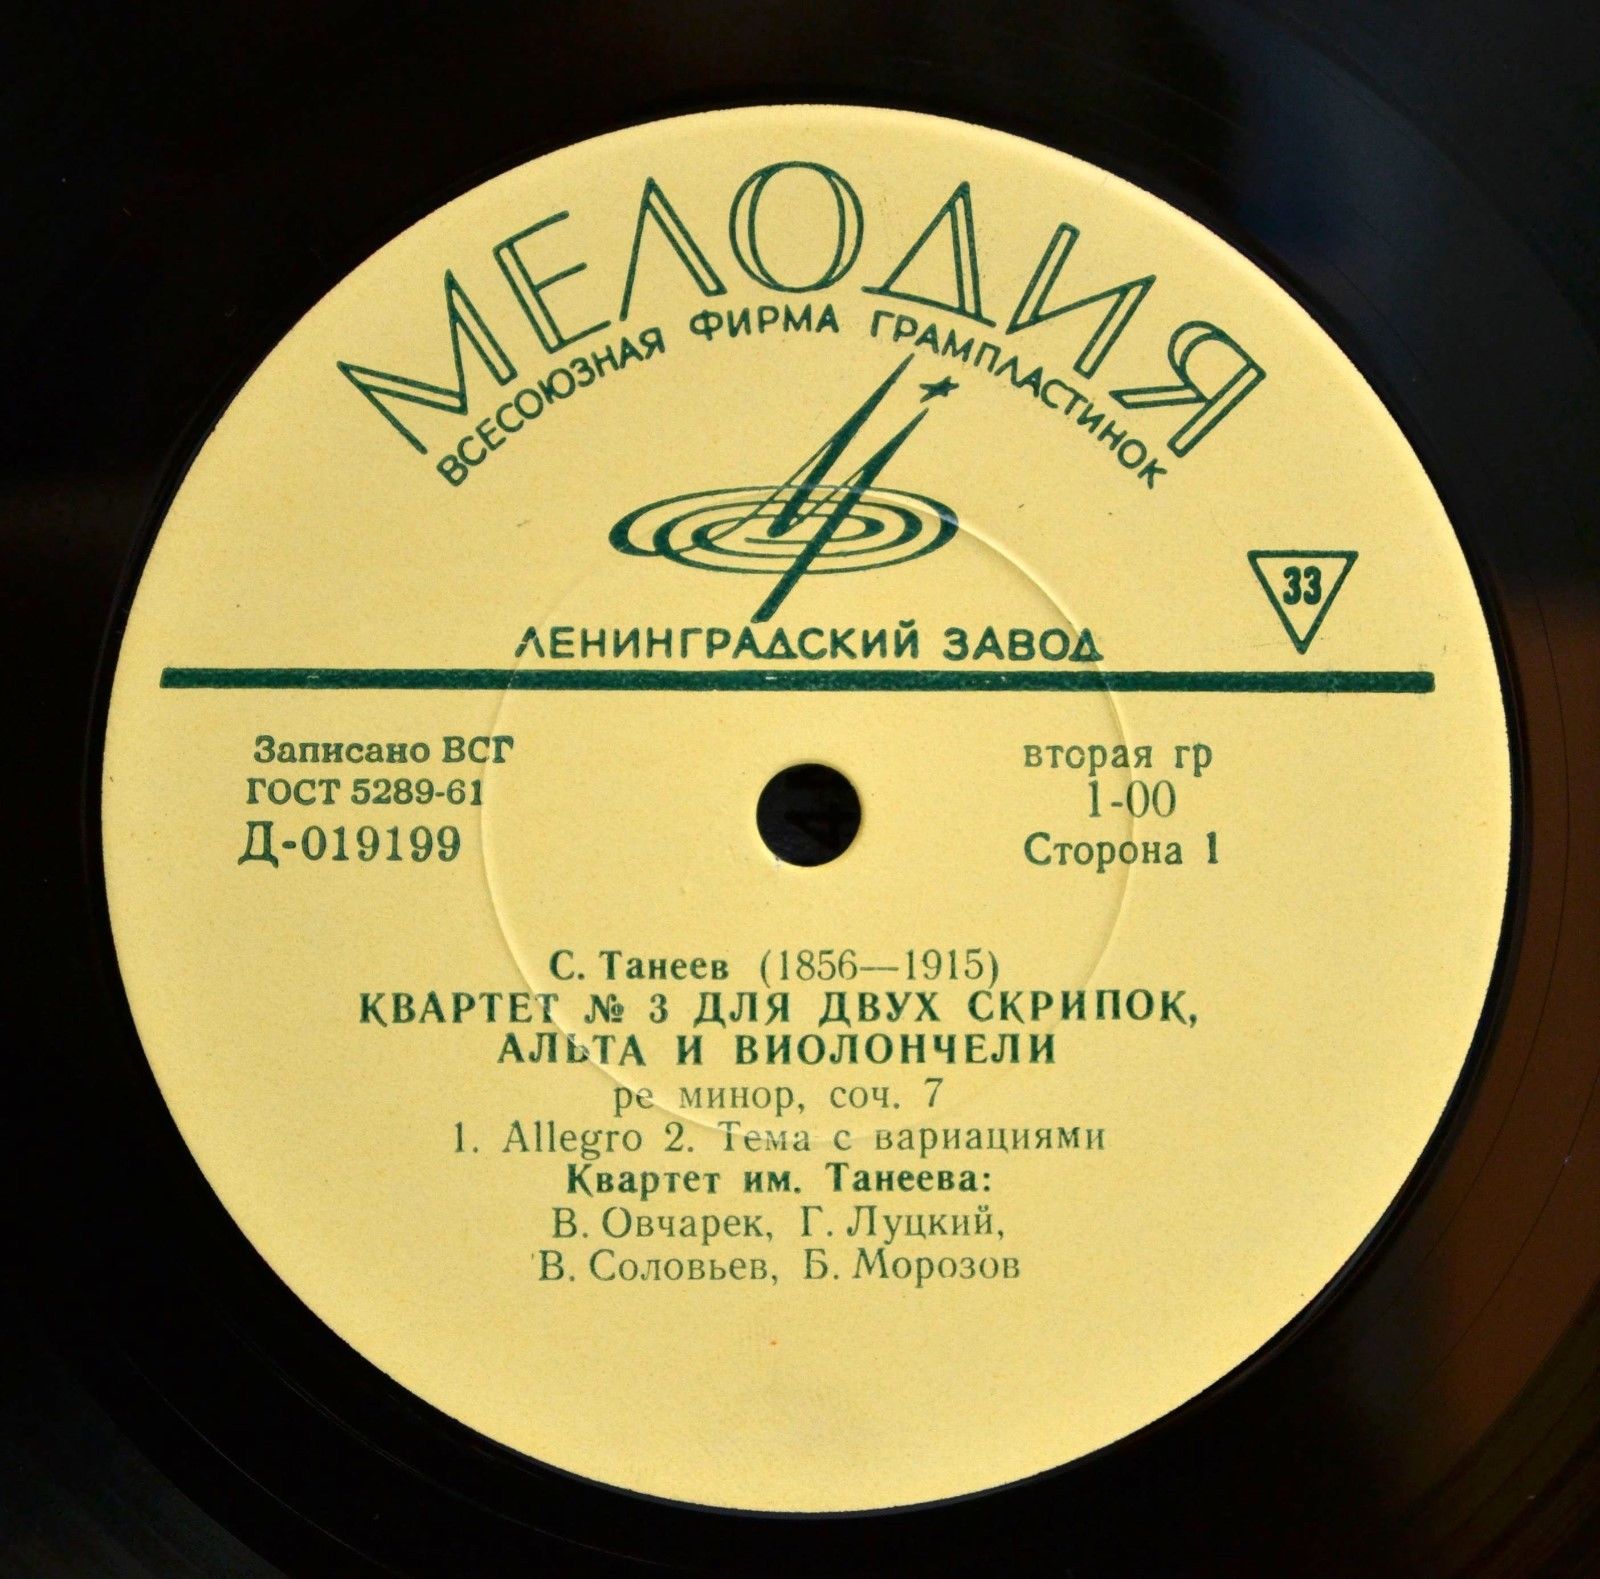 МЕЛОДИЯ
ВСЕСОЮЗНАЯ ФИРМА ГРАМПЛАСТИНОК
33
ЛЕНИНГРАДСКИЙ ЗАВОД
Записано ВСГ
ГОСТ 5289-61
Д-019199
вторая гр
1-00
Сторона 1
С. Танеев (1856—1915)
КВАРТЕТ № 3 ДЛЯ ДВУХ СКРИПОК,
АЛЬТА И ВИОЛОНЧЕЛИ
ре минор, соч. 7
1. Allegro 2. Тема с вариациями
Квартет им. Танеева:
В. Овчарек, Г. Луцкий,
В. Соловьев, Б. Морозов